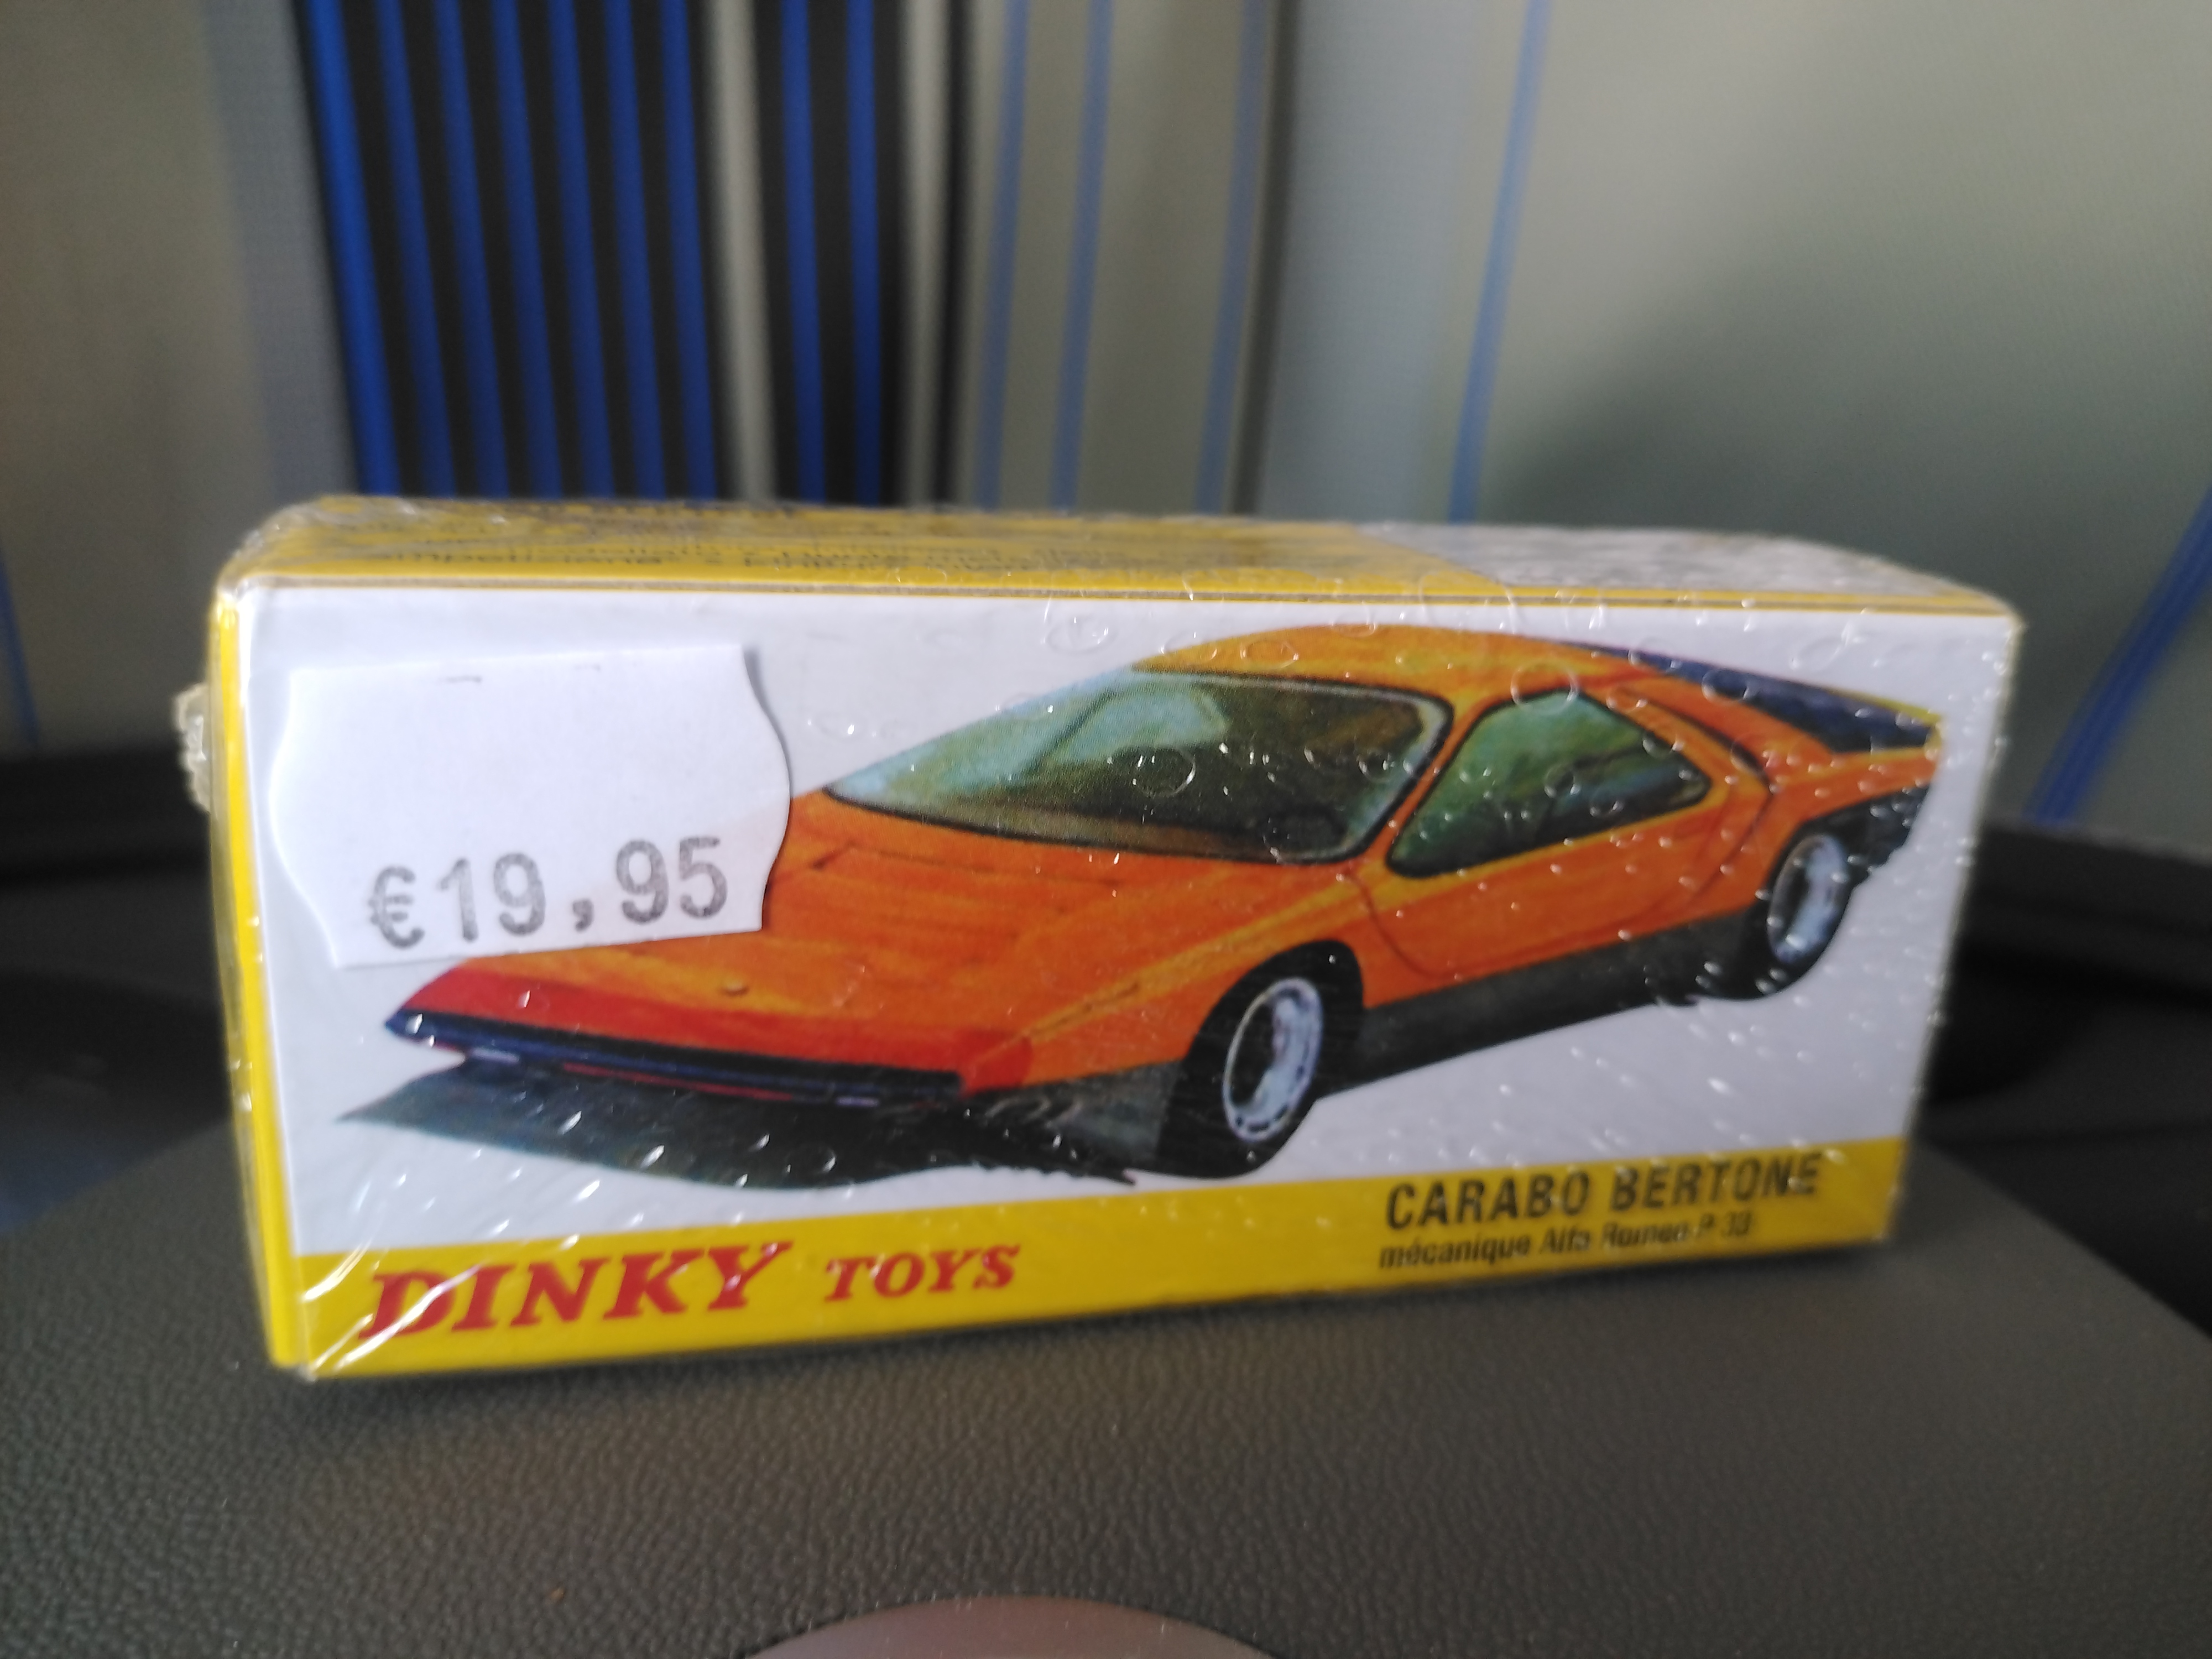 €19,95
CARABO BERTONE
mécanique Alfa Romeo P 33
DINKY TOYS